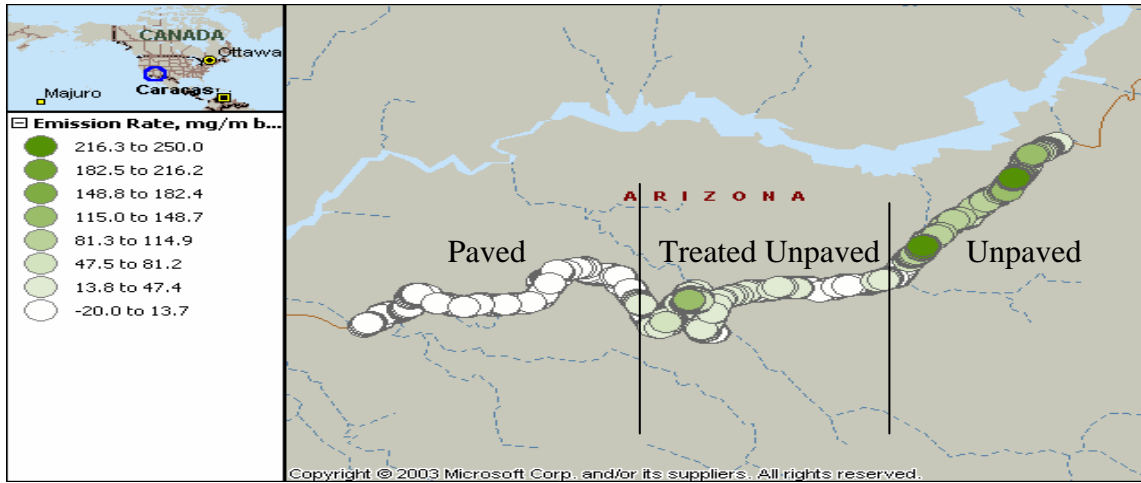 CANADA
Ottawa
Majuro
Caracas
Emission Rate, mg/m b...
216.3 to 250.0
182.5 to 216.2
148.8 to 182.4
115.0 to 148.7
81.3 to 114.9
47.5 to 81.2
13.8 to 47.4
-20.0 to 13.7
ARIZONA
Paved
Treated Unpaved
Unpaved
Copyright © 2003 Microsoft Corp. and/or its suppliers. All rights reserved.